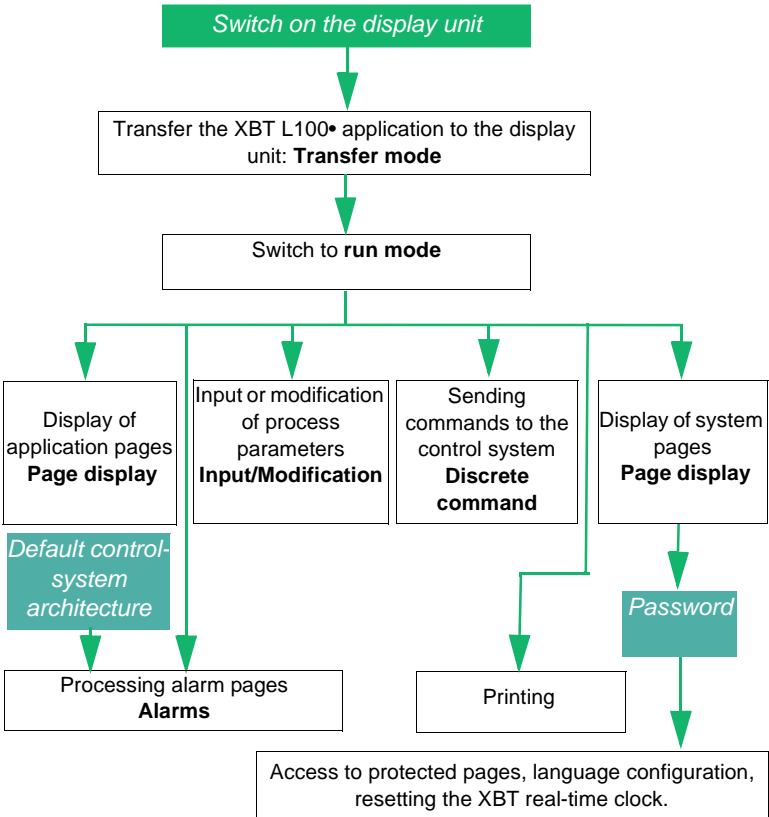 Switch on the display unit
Transfer the XBT L100• application to the display
unit: Transfer mode
Switch to run mode
Display of
application pages
Page display
Input or modification
of process
parameters
Input/Modification
Sending
commands to the
control system
Discrete
command
Display of system
pages
Page display
Default control-
system
architecture
Password
Processing alarm pages
Alarms
Printing
Access to protected pages, language configuration,
resetting the XBT real-time clock.